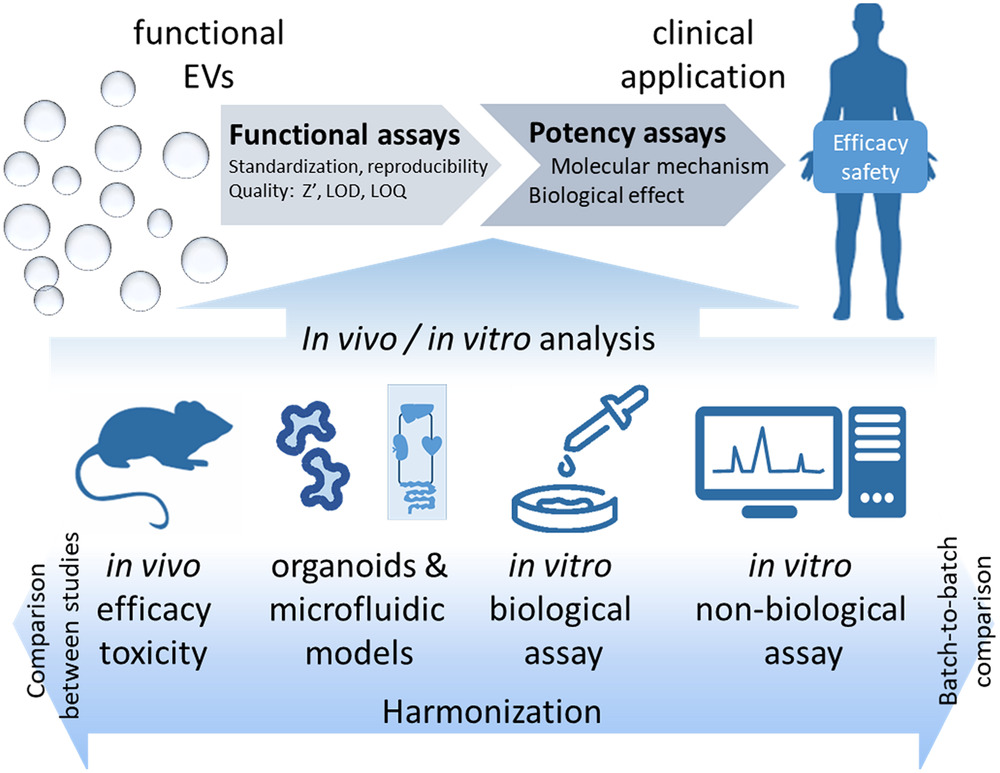 functional
EVs
clinical
application
Functional assays
Standardization, reproducibility
Quality: Z’, LOD, LOQ
Potency assays
Molecular mechanism
Biological effect
Efficacy
safety
In vivo / in vitro analysis
in vivo
efficacy
toxicity
organoids &
microfluidic
models
in vitro
biological
assay
in vitro
non-biological
assay
Comparison
between studies
Batch-to-batch
comparison
Harmonization